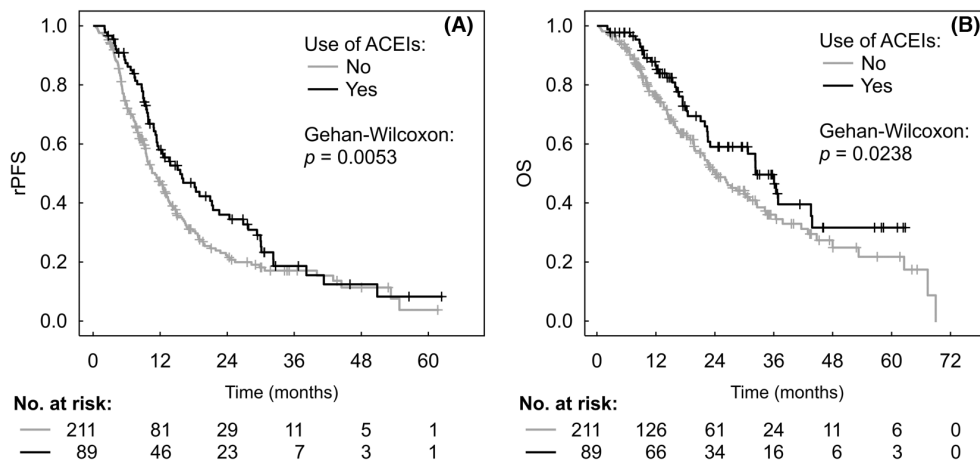 (A)
Use of ACEIs:
No
Yes
Gehan-Wilcoxon:
p = 0.0053
rPFS
1.0
0.8
0.6
0.4
0.2
0.0
0 12 24 36 48 60
Time (months)
No. at risk:
211 81 29 11 5 1
89 46 23 7 3 1
(B)
Use of ACEIs:
No
Yes
Gehan-Wilcoxon:
p = 0.0238
OS
1.0
0.8
0.6
0.4
0.2
0.0
0 12 24 36 48 60 72
Time (months)
No. at risk:
211 126 61 24 11 6 0
89 66 34 16 6 3 0